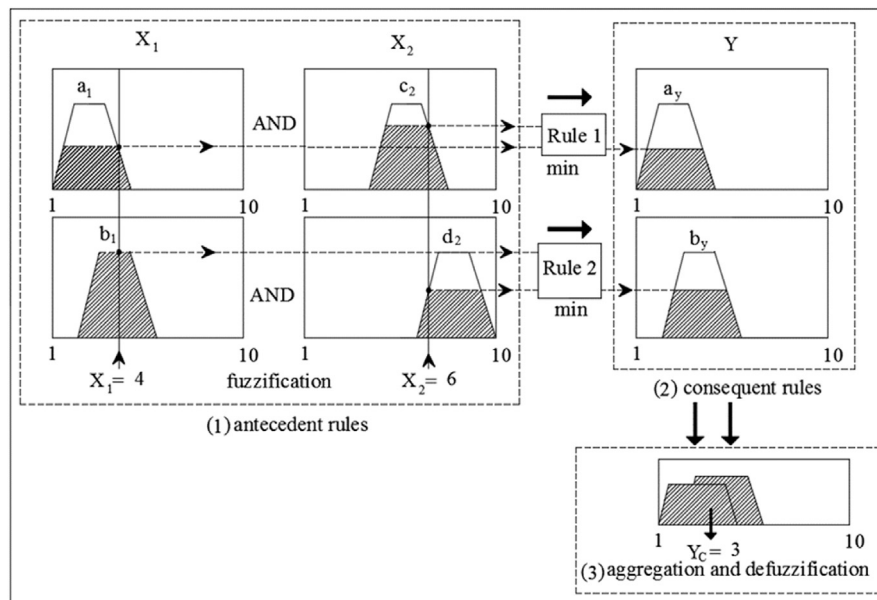 X1
X2
Y
a1
c2
ay
AND
Rule 1
min
1
10
1
10
1
10
b1
d2
by
AND
Rule 2
min
1
10
1
10
1
10
X1= 4
fuzzification
X2= 6
(1) antecedent rules
(2) consequent rules
1
10
YC= 3
(3) aggregation and defuzzification